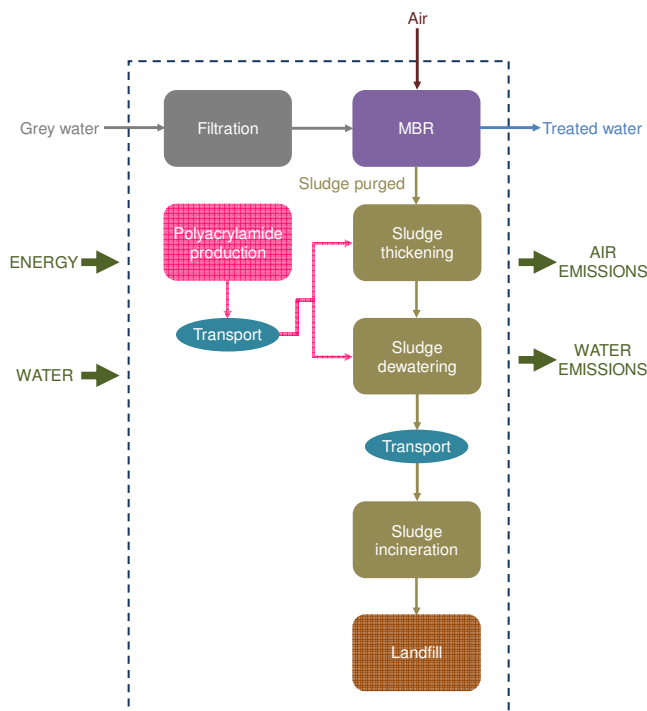 Air
Grey water
Filtration
MBR
Treated water
Sludge purged
Polyacrylamide
production
Sludge
thickening
ENERGY
AIR
EMISSIONS
Transport
Sludge
dewatering
WATER
WATER
EMISSIONS
Transport
Sludge
incineration
Landfill